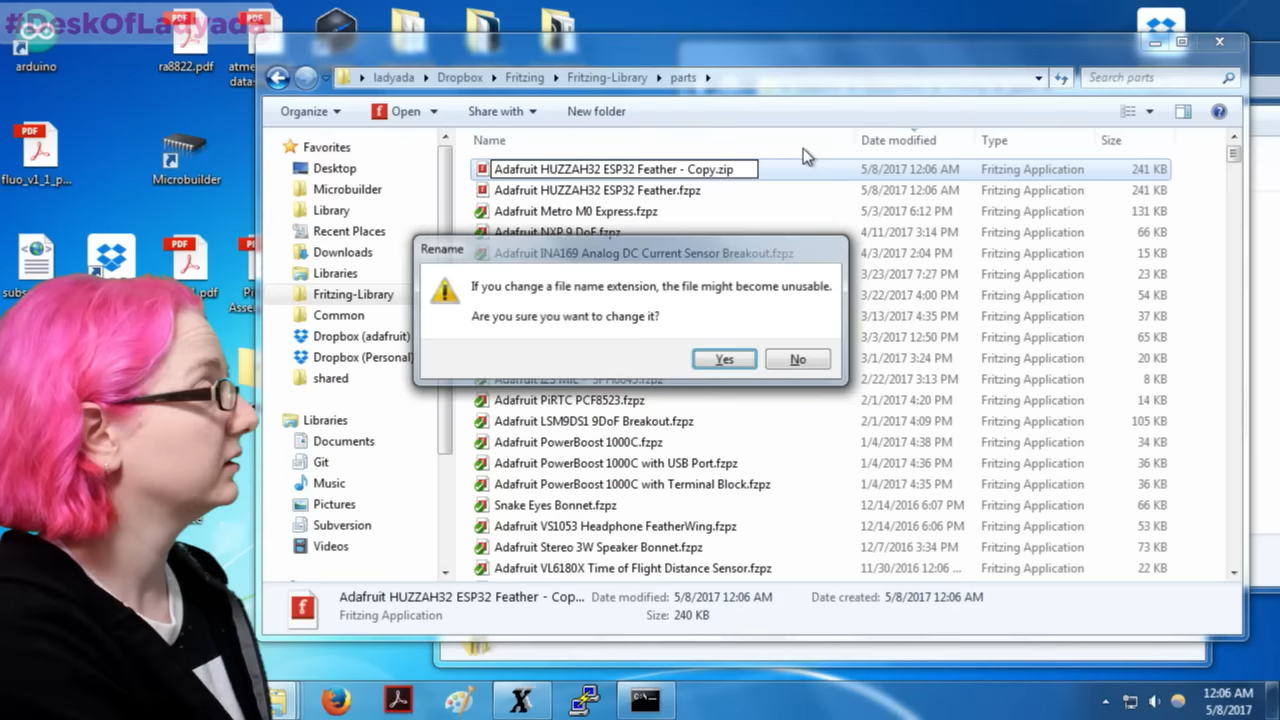 #DeskOfLadyada
arduino
ra8822.pdf
fluo_v1_1_p...
Microbuilder
ladyada
Dropbox
Fritzing
Fritzing-Library
parts
Search parts
Organize
Open
Share with
New folder
Name
Date modified
Type
Size
Favorites
Desktop
Microbuilder
Library
Recent Places
Downloads
Libraries
Fritzing-Library
Common
Dropbox (adafruit)
Dropbox (Personal)
shared
Libraries
Documents
Git
Music
Pictures
Subversion
Videos
Adafruit HUZZAH32 ESP32 Feather - Copy.zip 5/8/2017 12:06 AM Fritzing Application 241 KB
Adafruit HUZZAH32 ESP32 Feather.fzpz 5/8/2017 12:06 AM Fritzing Application 241 KB
Adafruit Metro M0 Express.fzpz 5/3/2017 6:12 PM Fritzing Application 131 KB
Adafruit NXP 9 DoF.fzpz 4/11/2017 3:14 PM Fritzing Application 66 KB
Adafruit INA169 Analog DC Current Sensor Breakout.fzpz 4/3/2017 2:04 PM Fritzing Application 15 KB
3/23/2017 7:27 PM Fritzing Application 23 KB
3/22/2017 4:00 PM Fritzing Application 54 KB
3/13/2017 4:35 PM Fritzing Application 37 KB
3/3/2017 12:50 PM Fritzing Application 65 KB
3/1/2017 3:24 PM Fritzing Application 20 KB
2/22/2017 3:13 PM Fritzing Application 8 KB
Adafruit PiRTC PCF8523.fzpz 2/1/2017 4:20 PM Fritzing Application 14 KB
Adafruit LSM9DS1 9DoF Breakout.fzpz 2/1/2017 4:09 PM Fritzing Application 105 KB
Adafruit PowerBoost 1000C.fzpz 1/4/2017 4:38 PM Fritzing Application 34 KB
Adafruit PowerBoost 1000C with USB Port.fzpz 1/4/2017 4:36 PM Fritzing Application 36 KB
Adafruit PowerBoost 1000C with Terminal Block.fzpz 1/4/2017 4:35 PM Fritzing Application 36 KB
Snake Eyes Bonnet.fzpz 12/14/2016 6:07 PM Fritzing Application 66 KB
Adafruit VS1053 Headphone FeatherWing.fzpz 12/14/2016 6:06 PM Fritzing Application 53 KB
Adafruit Stereo 3W Speaker Bonnet.fzpz 12/7/2016 3:34 PM Fritzing Application 73 KB
Adafruit VL6180X Time of Flight Distance Sensor.fzpz 11/30/2016 12:06 ... Fritzing Application 22 KB
Rename
If you change a file name extension, the file might become unusable.
Are you sure you want to change it?
Yes
No
Adafruit HUZZAH32 ESP32 Feather - Cop... Date modified: 5/8/2017 12:06 AM Date created: 5/8/2017 12:06 AM
Fritzing Application Size: 240 KB
12:06 AM
5/8/2017